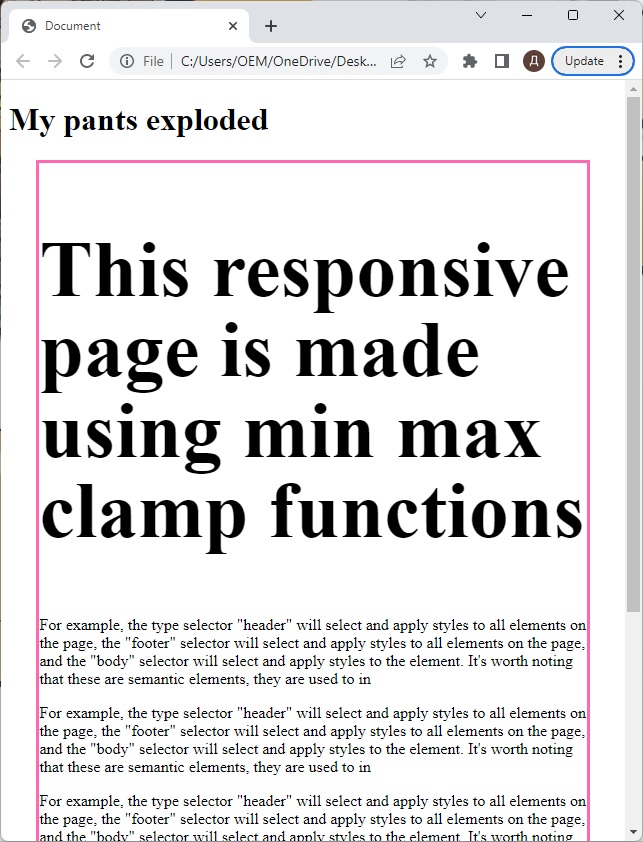 Document
File
C:/Users/OEM/OneDrive/Desk...
Д
Update
My pants exploded
This responsive
page is made
using min max
clamp functions
For example, the type selector "header" will select and apply styles to all elements on
the page, the "footer" selector will select and apply styles to all elements on the page,
and the "body" selector will select and apply styles to the element. It's worth noting
that these are semantic elements, they are used to in
For example, the type selector "header" will select and apply styles to all elements on
the page, the "footer" selector will select and apply styles to all elements on the page,
and the "body" selector will select and apply styles to the element. It's worth noting
that these are semantic elements, they are used to in
For example, the type selector "header" will select and apply styles to all elements on
the page, the "footer" selector will select and apply styles to all elements on the page,
and the "body" selector will select and apply styles to the element. It's worth noting